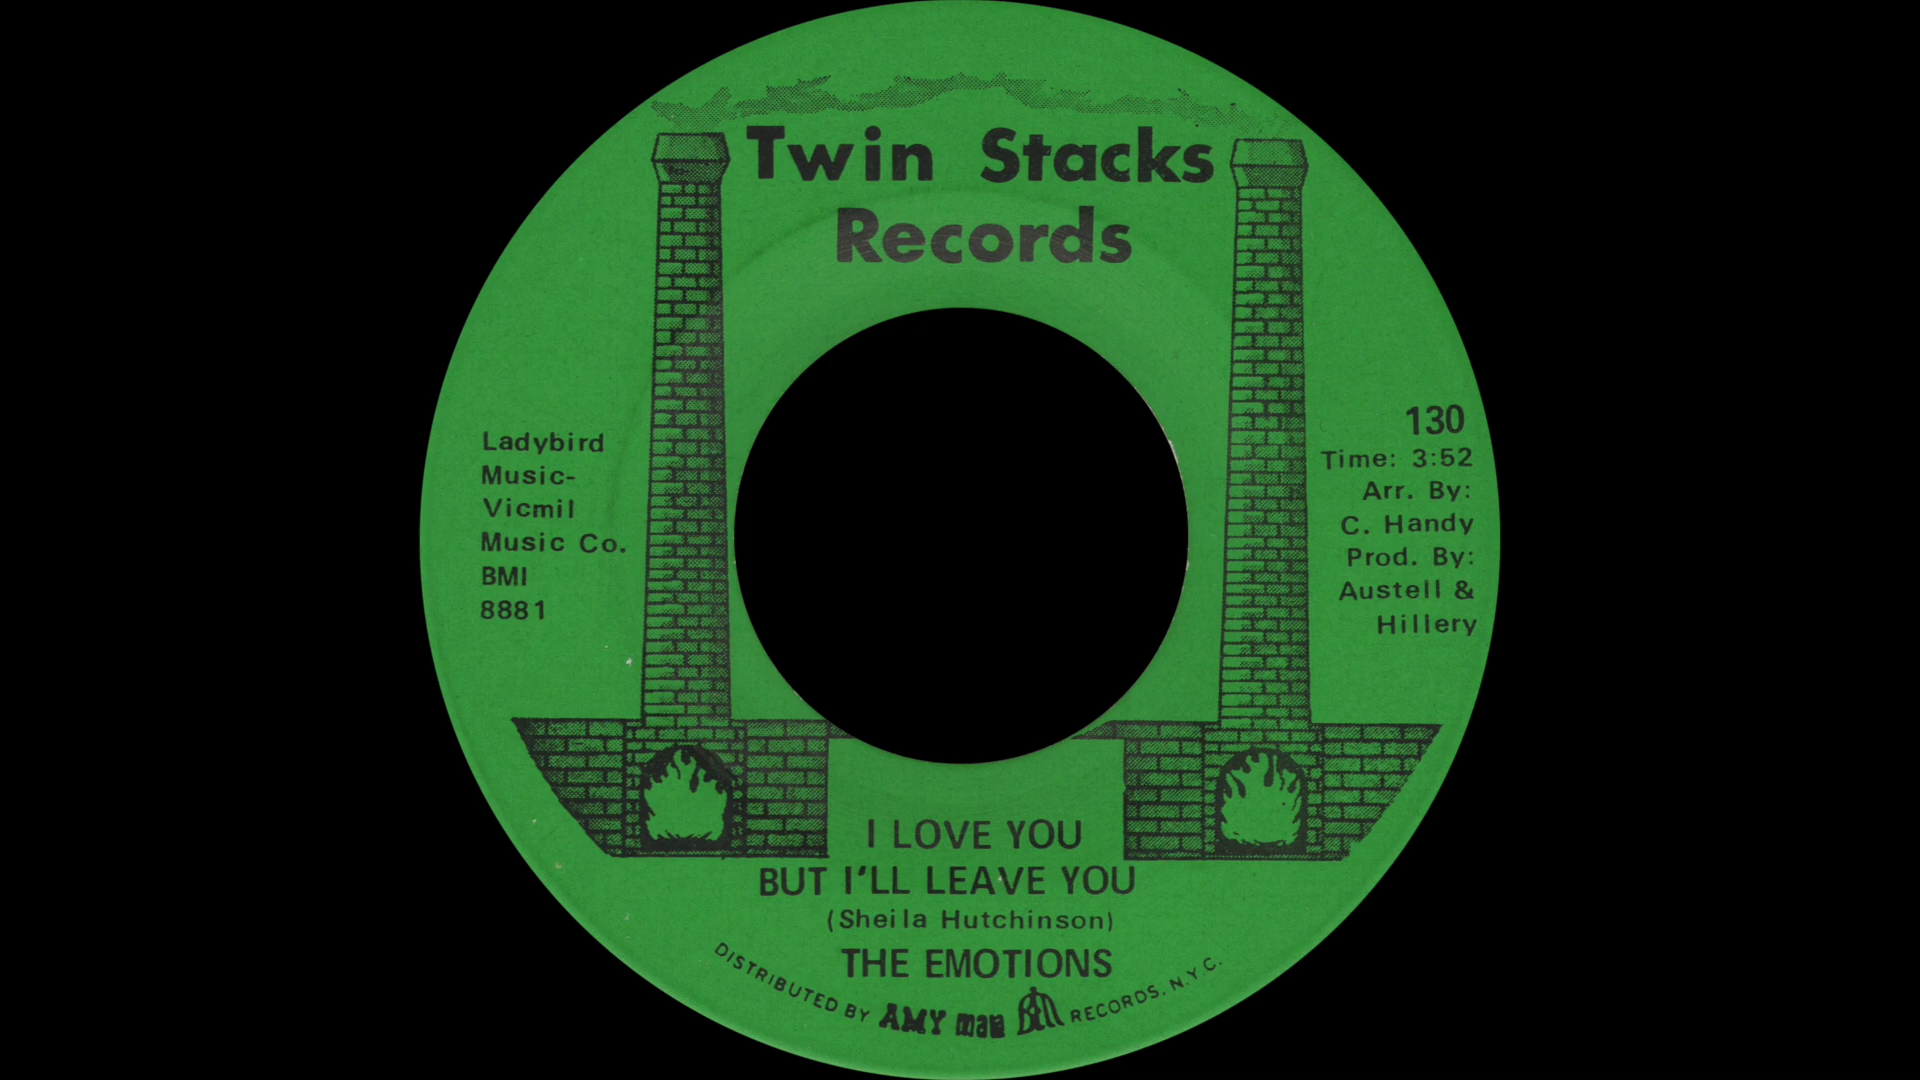 Twin Stacks
Records
Ladybird
Music-
Vicmil
Music Co.
BMI
8881
130
Time: 3:52
Arr. By:
C. Handy
Prod. By:
Austell &
Hillery
I LOVE YOU
BUT I'LL LEAVE YOU
(Sheila Hutchinson)
THE EMOTIONS
DISTRIBUTED BY AMY mala Bell RECORDS, N.Y.C.